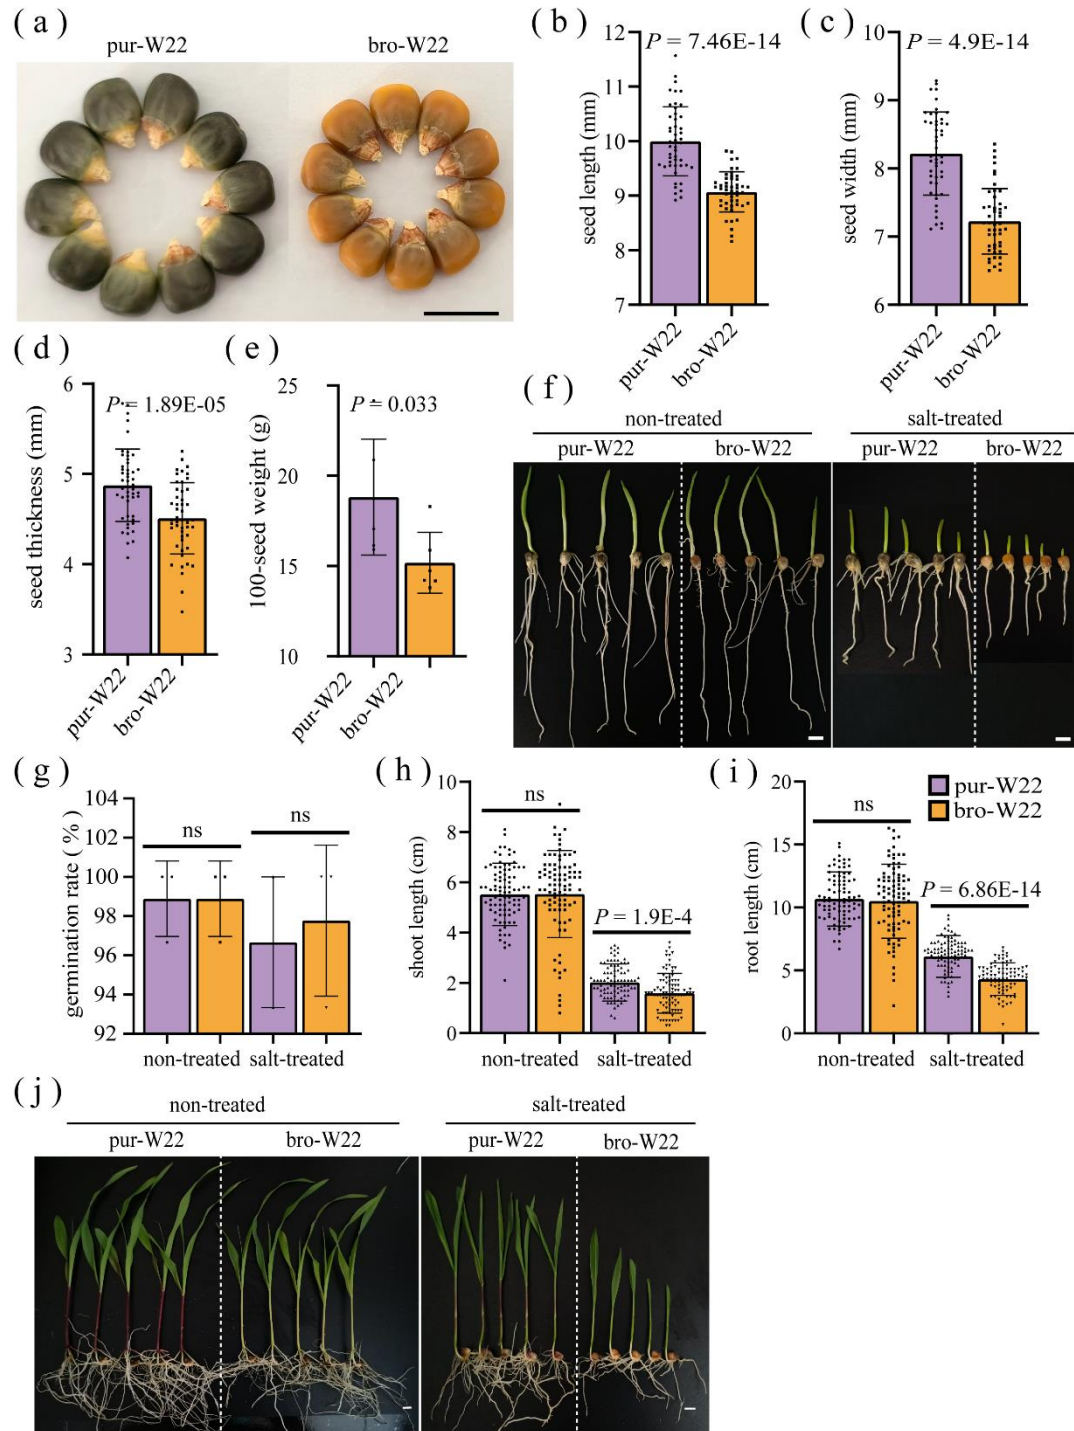 ( a )
pur-W22 bro-W22
( b )
P = 7.46E-14
seed length (mm)
12
11
10
9
8
7
pur-W22 bro-W22
( c )
P = 4.9E-14
seed width (mm)
10
9
8
7
6
pur-W22 bro-W22
( d )
P = 1.89E-05
seed thickness (mm)
6
5
4
3
pur-W22 bro-W22
( e )
P = 0.033
100-seed weight (g)
25
20
15
10
pur-W22 bro-W22
( f )
non-treated salt-treated
pur-W22 bro-W22 pur-W22 bro-W22
( g )
germination rate ( % )
104
102
100
98
96
94
92
ns ns
non-treated salt-treated
( h )
shoot length (cm)
10
8
6
4
2
0
ns
P = 1.9E-4
non-treated salt-treated
( i )
root length (cm)
20
15
10
5
0
ns
pur-W22
bro-W22
P = 6.86E-14
non-treated salt-treated
( j )
non-treated salt-treated
pur-W22 bro-W22 pur-W22 bro-W22